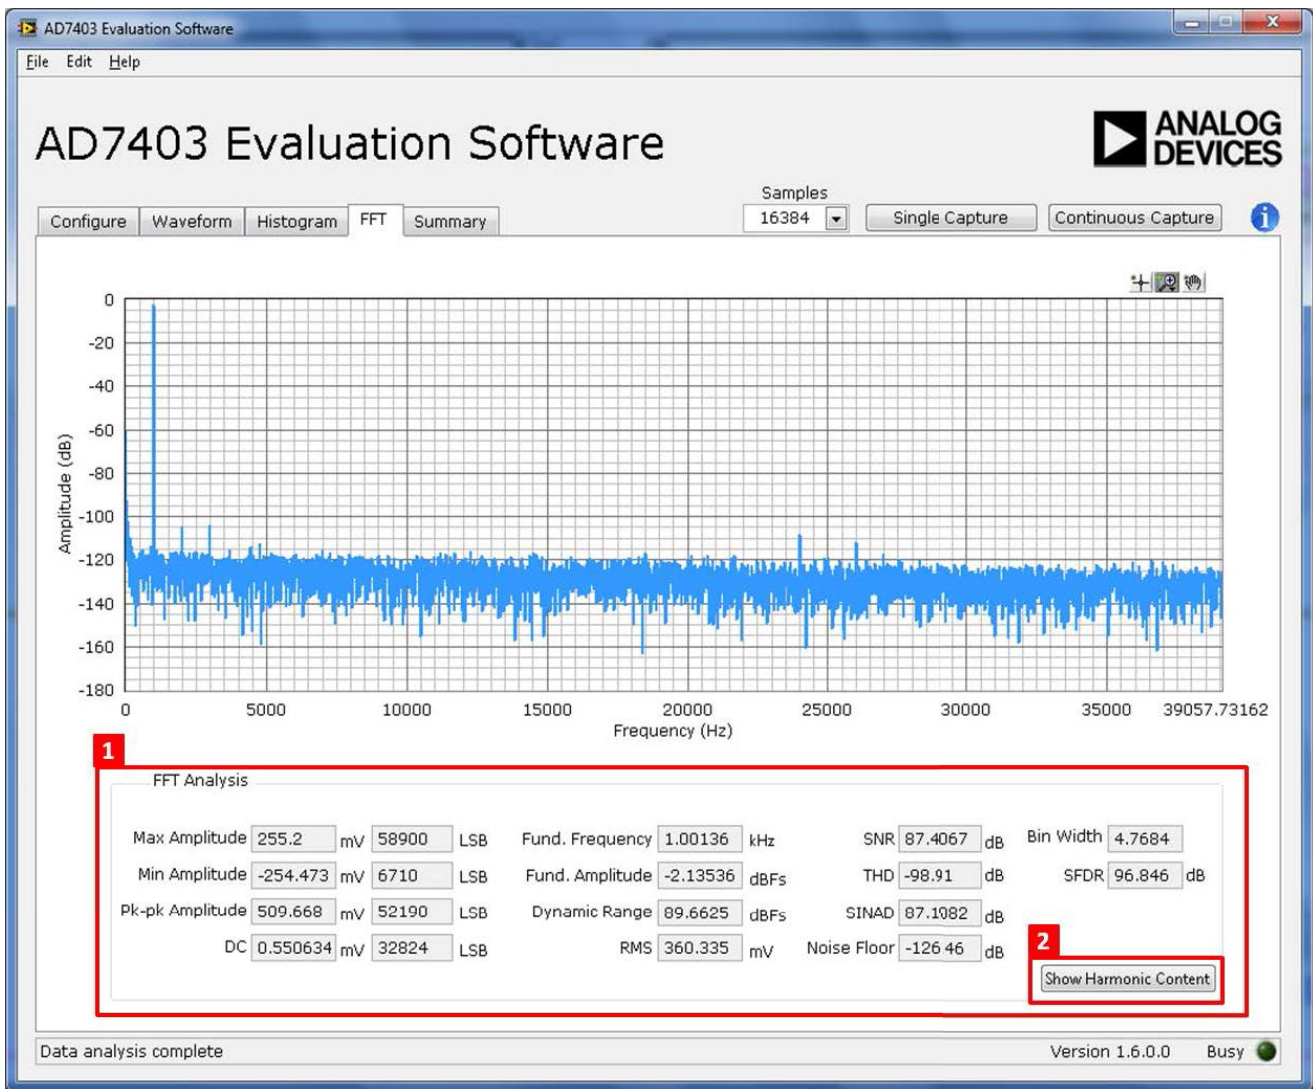 AD7403 Evaluation Software
File Edit Help
AD7403 Evaluation Software
ANALOG
DEVICES
Samples
Configure Waveform Histogram FFT Summary 16384 Single Capture Continuous Capture i
0
-20
-40
-60
-80
-100
-120
-140
-160
-180
Amplitude (dB)
0 5000 10000 15000 20000 25000 30000 35000 39057.73162
Frequency (Hz)
1
FFT Analysis
Max Amplitude 255.2 mV 58900 LSB Fund. Frequency 1.00136 kHz SNR 87.4067 dB Bin Width 4.7684
Min Amplitude -254.473 mV 6710 LSB Fund. Amplitude -2.13536 dBFs THD -98.91 dB SFDR 96.846 dB
Pk-pk Amplitude 509.668 mV 52190 LSB Dynamic Range 89.6625 dBFs SINAD 87.1082 dB
DC 0.550634 mV 32824 LSB RMS 360.335 mV Noise Floor -126.46 dB
2
Show Harmonic Content
Data analysis complete Version 1.6.0.0 Busy